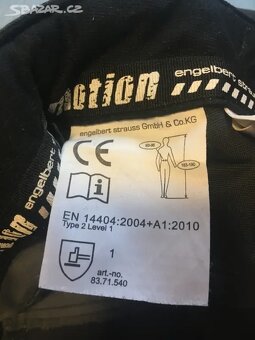 SBAZAR.CZ
motion
engelbert strauss
engelbert strauss GmbH & Co.KG
CE
EN 14404:2004+A1:2010
Type 2 Level 1
1
art.-no.
83.71.540
engelbert